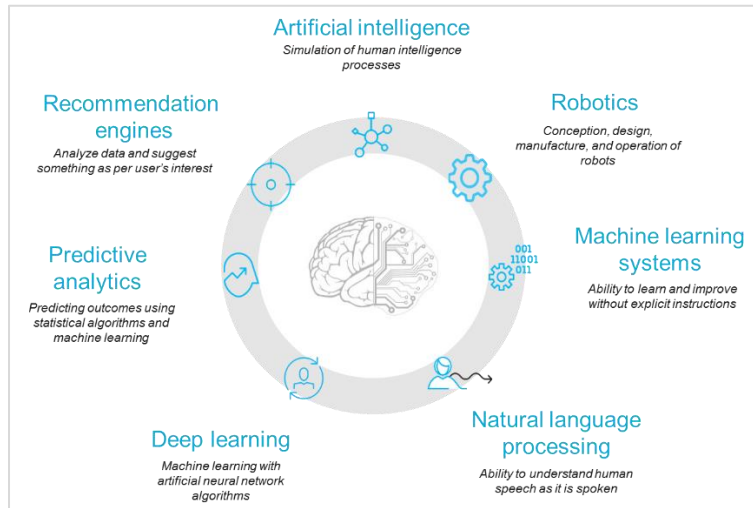 Artificial intelligence
Simulation of human intelligence
processes
Robotics
Conception, design,
manufacture, and operation of
robots
001
11001
011
Machine learning
systems
Ability to learn and improve
without explicit instructions
Natural language
processing
Ability to understand human
speech as it is spoken
Deep learning
Machine learning with
artificial neural network
algorithms
Predictive
analytics
Predicting outcomes using
statistical algorithms and
machine learning
Recommendation
engines
Analyze data and suggest
something as per user's interest